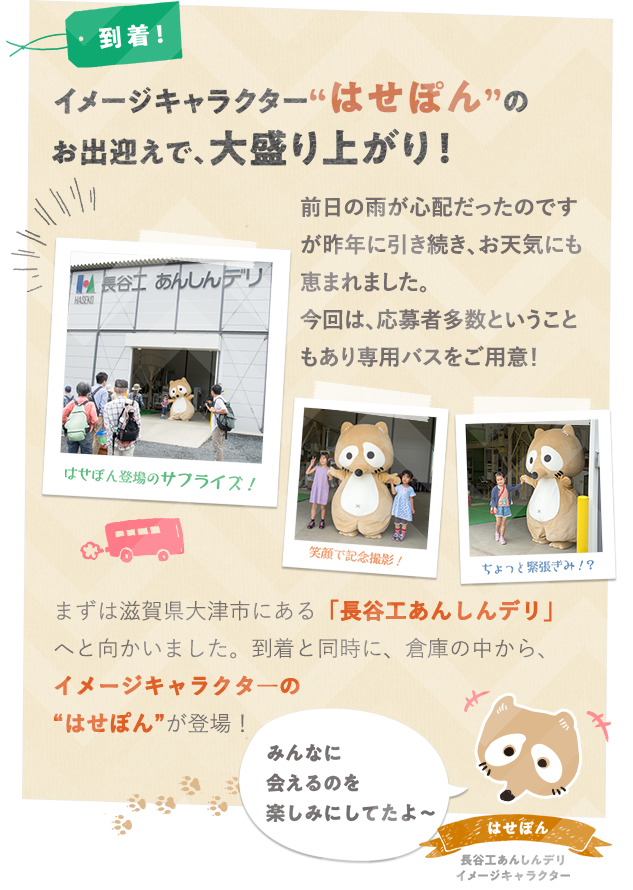 到着！
イメージキャラクター“はせぽん”の
お出迎えで、大盛り上がり！
前日の雨が心配だったのです
が昨年に引き続き、お天気にも
恵まれました。
今回は、応募者多数ということ
もあり専用バスをご用意！
HASEKO
長谷工 あんしんデリ
はせぽん登場のサプライズ！
笑顔で記念撮影！
ちょっと緊張ぎみ！？
まずは滋賀県大津市にある「長谷工あんしんデリ」
へと向かいました。到着と同時に、倉庫の中から、
イメージキャラクターの
“はせぽん”が登場！
みんなに
会えるのを
楽しみにしてたよ～
はせぽん
長谷工あんしんデリ
イメージキャラクター